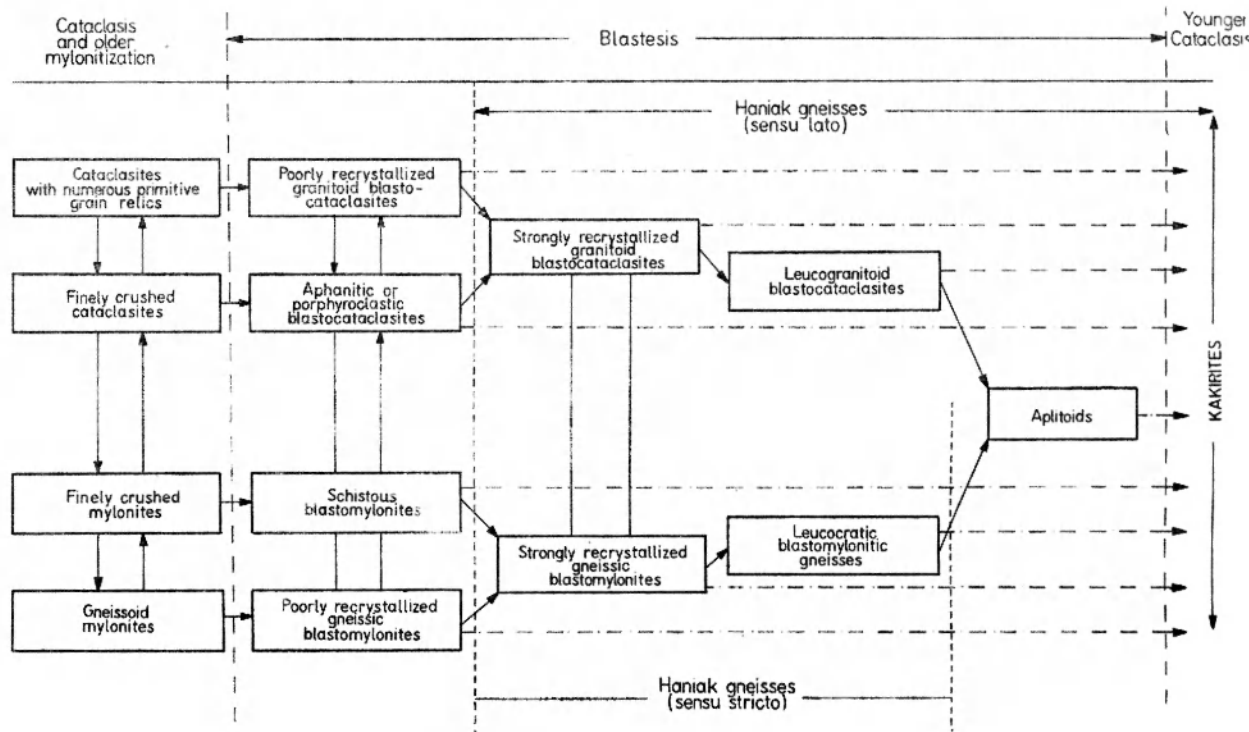 Cataclasis
and older
mylonitization
Blastesis
Younger
Cataclasis
Haniak gneisses
(sensu lato)
Cataclasites
with numerous primitive
grain relics
Poorly recrystallized
granitoid blasto-
cataclasites
Strongly recrystallized
granitoid
blastocataclasites
Leucogranitoid
blastocataclasites
Finely crushed
cataclasites
Aphanitic or
porphyroclastic
blastocataclasites
KAKIRITES
Aplitoids
Finely crushed
mylonites
Schistous
blastomylonites
Strongly recrystallized
gneissic
blastomylonites
Leucocratic
blastomylonitic
gneisses
Gneissoid
mylonites
Poorly recrystallized
gneissic
blastomylonites
Haniak gneisses
(sensu stricto)